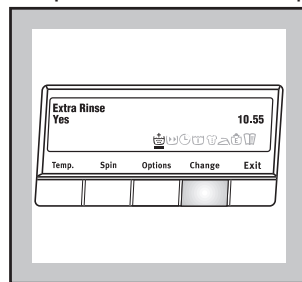 Extra Rinse
Yes 10.55
Temp. Spin Options Change Exit